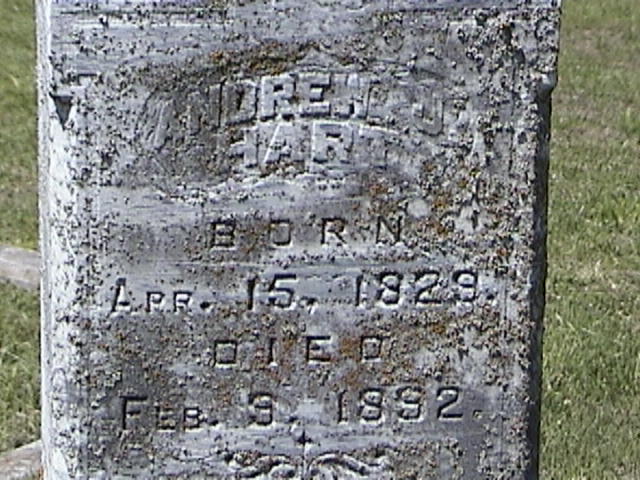 ANDREW J.
HART
BORN
APR. 15, 1829.
DIED
FEB. 9, 1892.